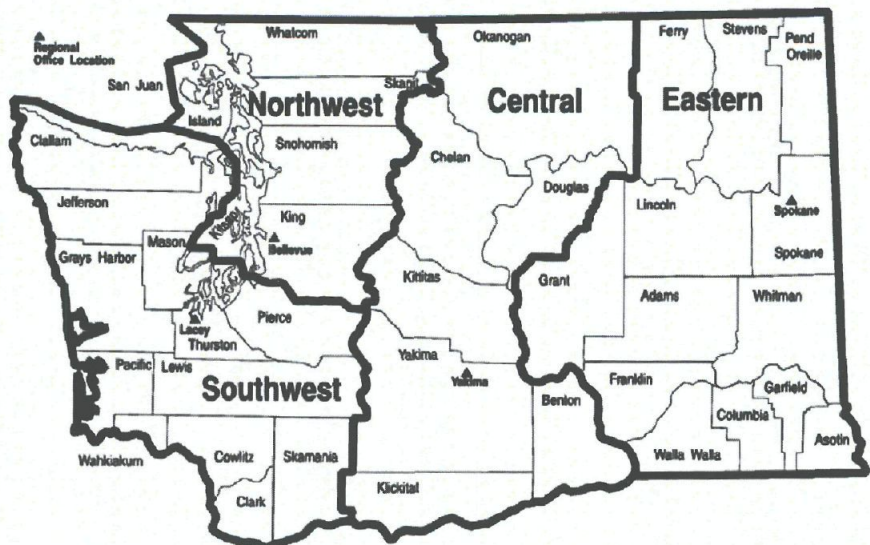 Regional
Office Location
Whatcom
Okanogan
Ferry
Stevens
Pend
Oreille
San Juan
Skagit
Island
Northwest
Central
Eastern
Clallam
Snohomish
Chelan
Douglas
Jefferson
Kitsap
King
Lincoln
Spokane
Mason
Bellevue
Spokane
Grays Harbor
Kittitas
Grant
Adams
Whitman
Lacey
Pierce
Thurston
Yakima
Pacific
Lewis
Yakima
Franklin
Garfield
Southwest
Benton
Columbia
Asotin
Wahkiakum
Cowlitz
Skamania
Walla Walla
Klickitat
Clark